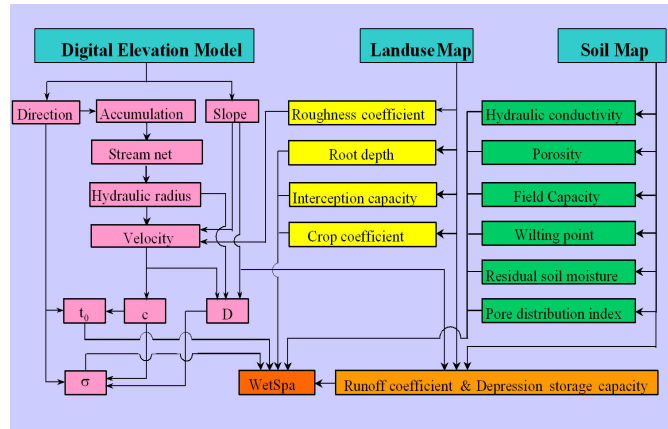 Digital Elevation Model
Landuse Map
Soil Map
Direction
Accumulation
Slope
Roughness coefficient
Hydraulic conductivity
Stream net
Root depth
Porosity
Hydraulic radius
Interception capacity
Field Capacity
Velocity
Crop coefficient
Wilting point
Residual soil moisture
t₀
c
D
Pore distribution index
σ
WetSpa
Runoff coefficient & Depression storage capacity